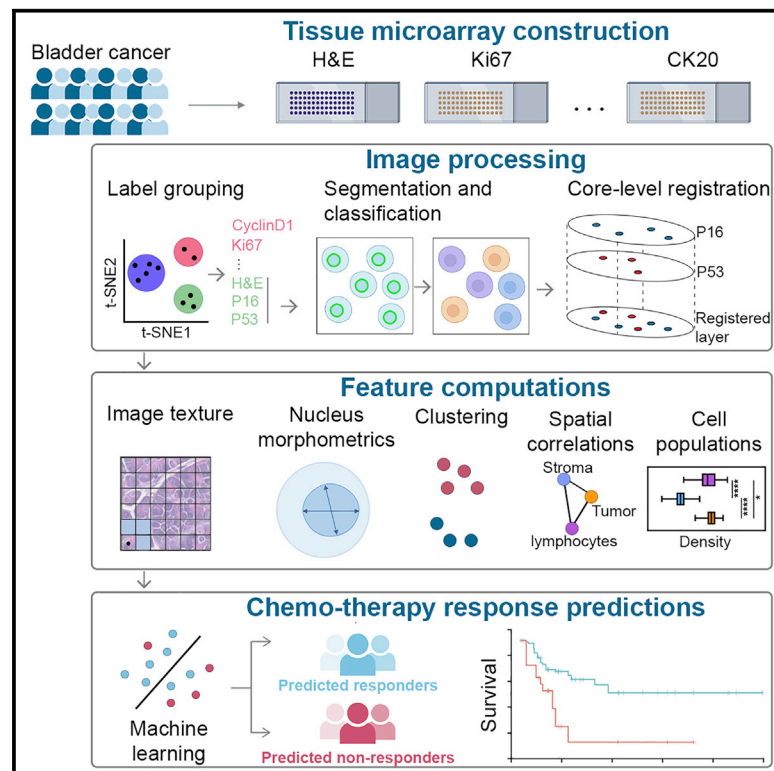 Tissue microarray construction
Bladder cancer
H&E
Ki67
...
CK20
Image processing
Label grouping
t-SNE2
t-SNE1
CyclinD1
Ki67
⋮
H&E
P16
P53
Segmentation and
classification
Core-level registration
P16
P53
Registered
layer
Feature computations
Image texture
Nucleus
morphometrics
Clustering
Spatial
correlations
Stroma
Tumor
lymphocytes
Cell
populations
****
****
*
Density
Chemo-therapy response predictions
Machine
learning
Predicted responders
Predicted non-responders
Survival